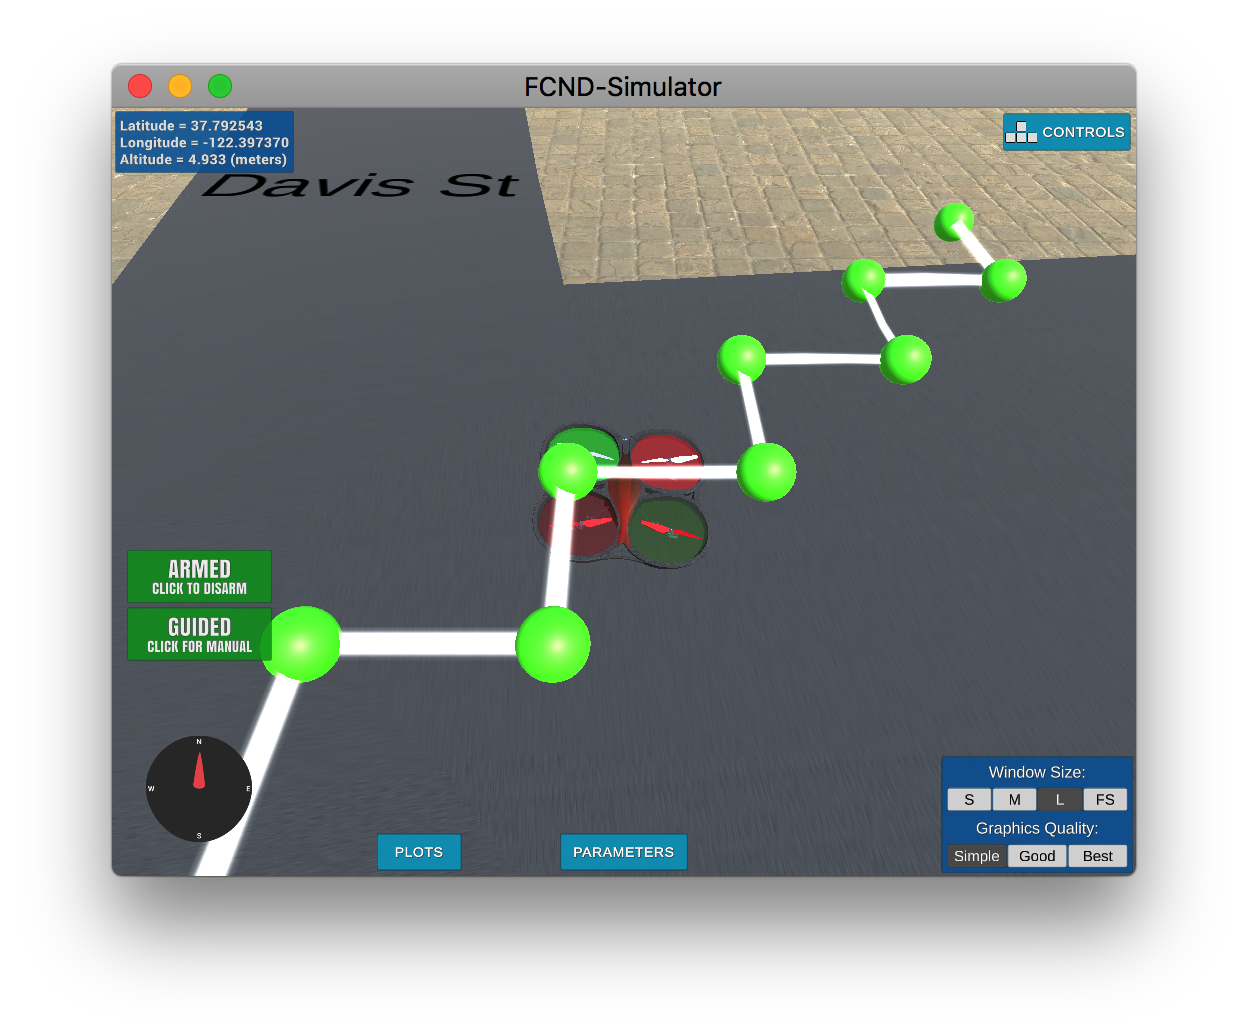 FCND-Simulator
Latitude = 37.792543
Longitude = -122.397370
Altitude = 4.933 (meters)
CONTROLS
Davis St
ARMED
CLICK TO DISARM
GUIDED
CLICK FOR MANUAL
N
W E
S
PLOTS
PARAMETERS
Window Size:
S M L FS
Graphics Quality:
Simple Good Best